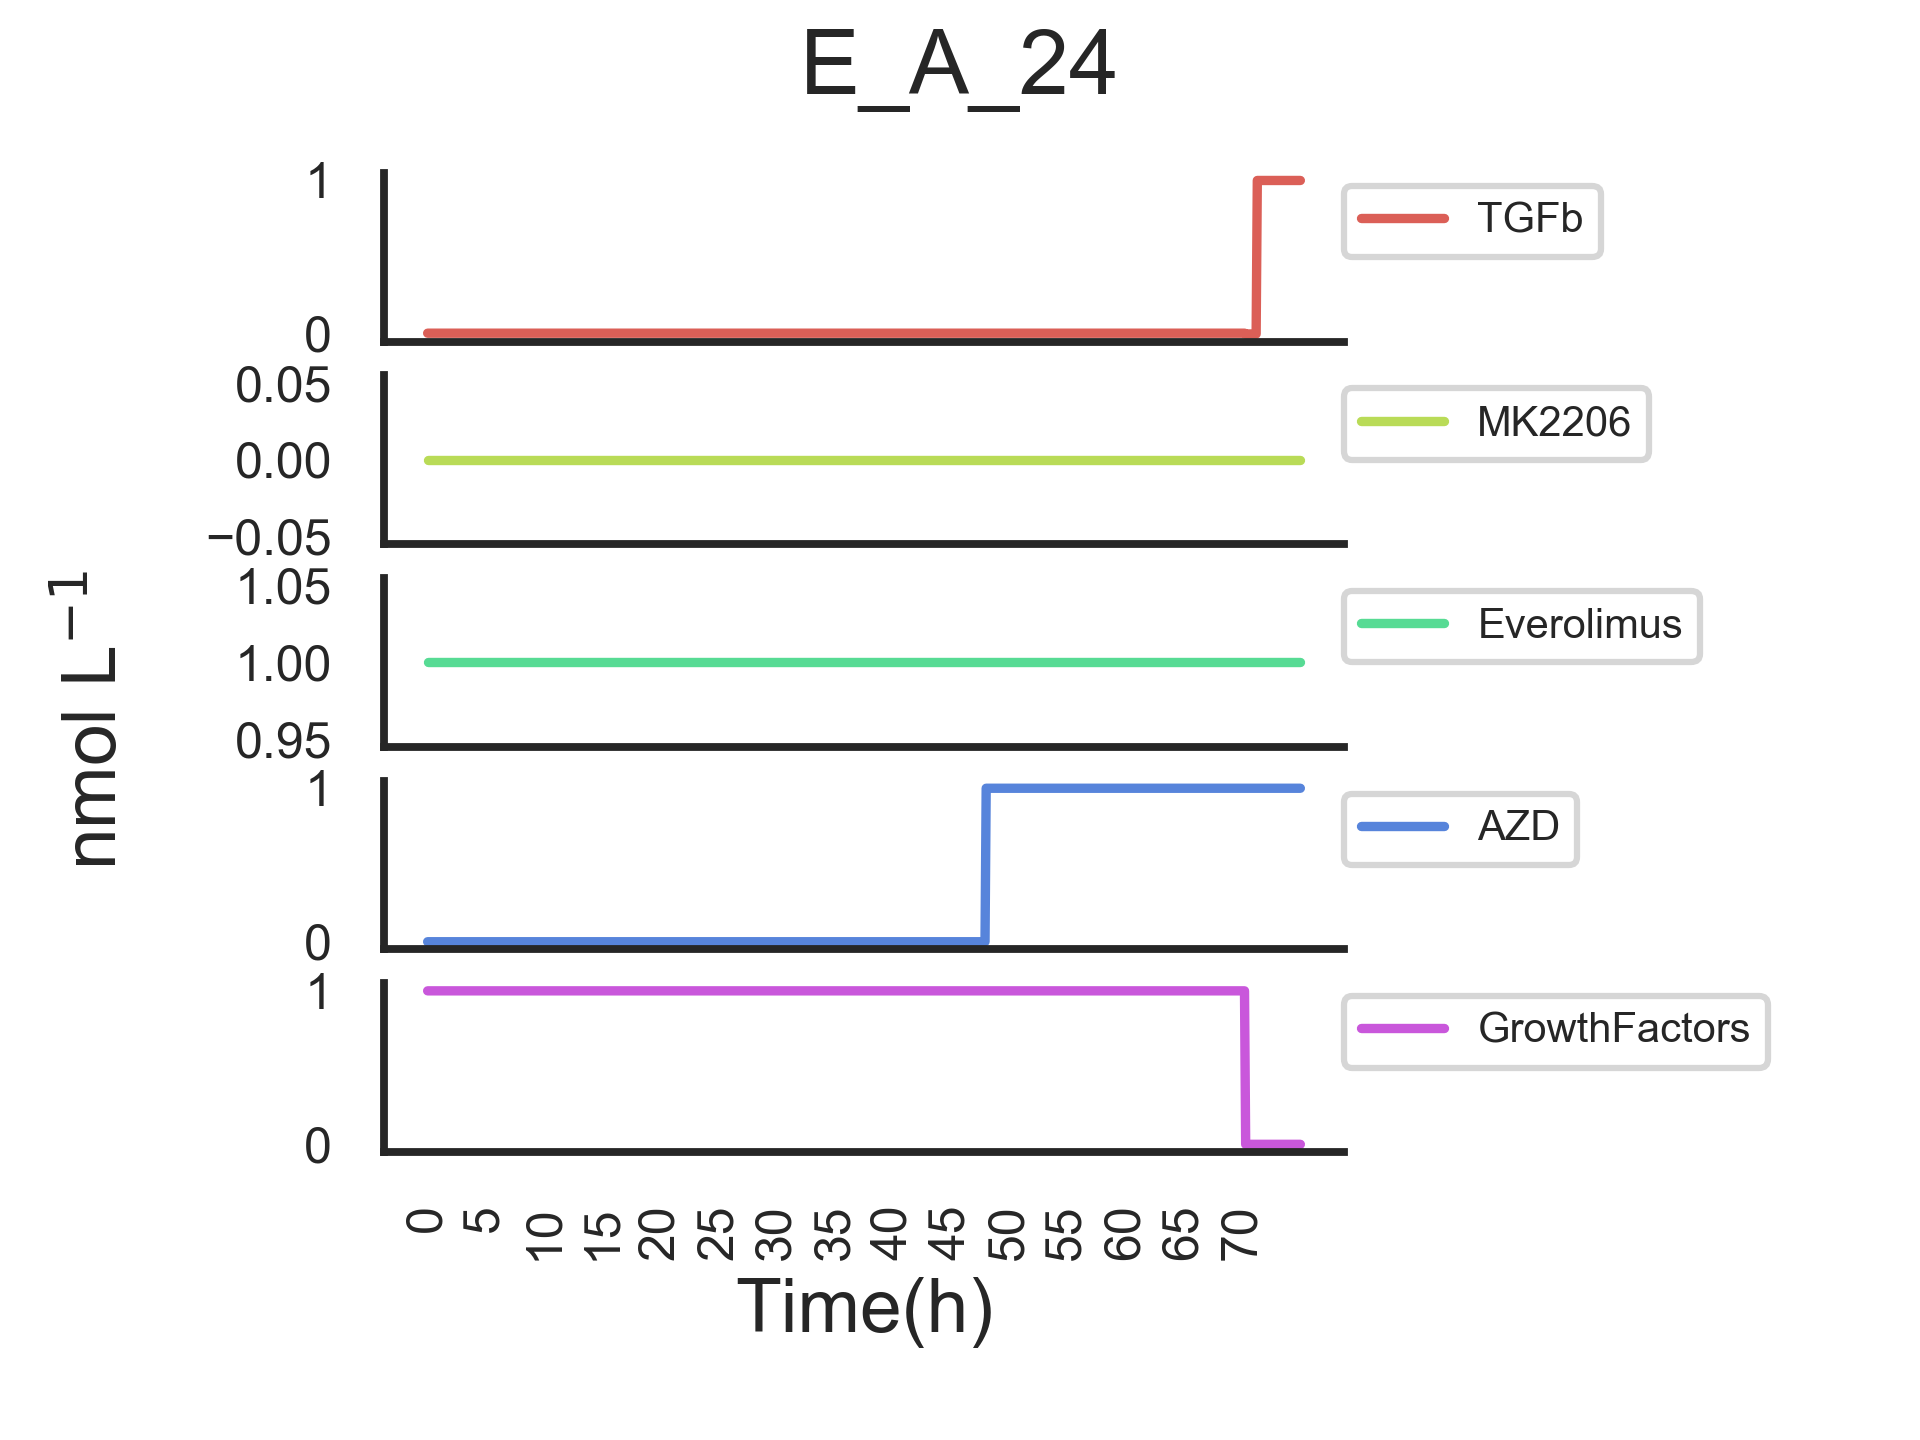 E_A_24
1
0
TGFb
0.05
0.00
−0.05
MK2206
1.05
1.00
0.95
Everolimus
1
0
AZD
1
0
GrowthFactors
nmol L⁻¹
0 5 10 15 20 25 30 35 40 45 50 55 60 65 70
Time(h)